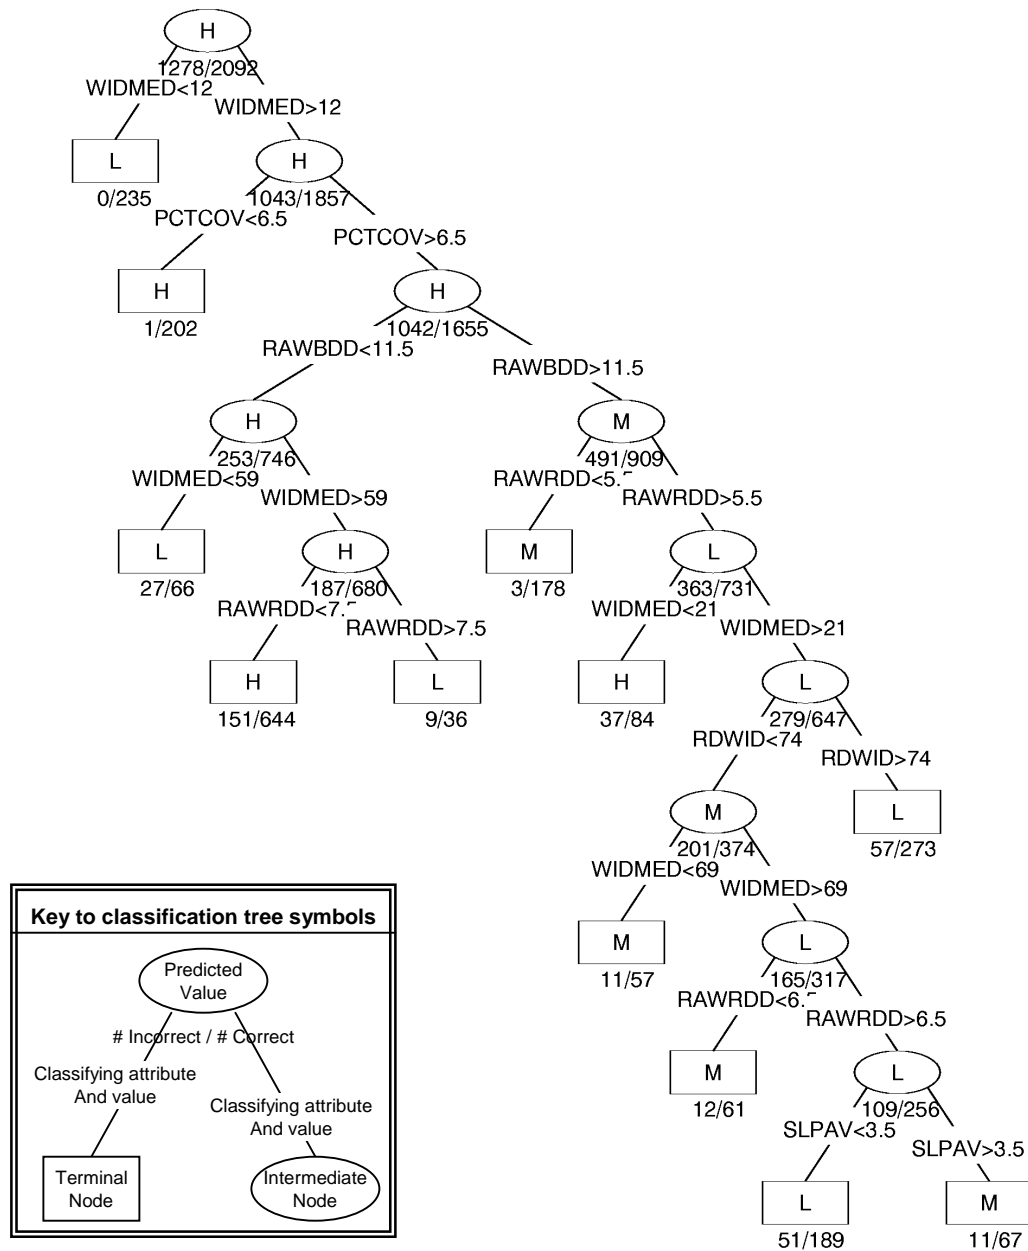 H
1278/2092
WIDMED<12
WIDMED>12
L
0/235
H
1043/1857
PCTCOV<6.5
PCTCOV>6.5
H
1/202
H
1042/1655
RAWBDD<11.5
RAWBDD>11.5
H
253/746
M
491/909
WIDMED<59
WIDMED>59
RAWRDD<5.
RAWRDD>5.5
L
27/66
H
187/680
M
3/178
L
363/731
RAWRDD<7.
RAWRDD>7.5
WIDMED<21
WIDMED>21
H
151/644
L
9/36
H
37/84
L
279/647
RDWID<74
RDWID>74
M
201/374
L
57/273
WIDMED<69
WIDMED>69
M
11/57
L
165/317
RAWRDD<6.
RAWRDD>6.5
M
12/61
L
109/256
SLPAV<3.5
SLPAV>3.5
L
51/189
M
11/67
Key to classification tree symbols
Predicted
Value
# Incorrect / # Correct
Classifying attribute
And value
Classifying attribute
And value
Terminal
Node
Intermediate
Node